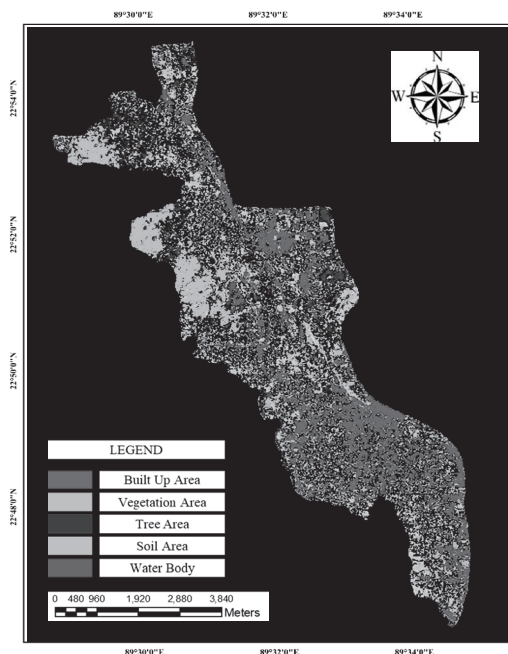 89°30'0"E 89°32'0"E 89°34'0"E
N
W E
S
22°54'0"N
22°52'0"N
22°50'0"N
22°48'0"N
LEGEND
Built Up Area
Vegetation Area
Tree Area
Soil Area
Water Body
0 480 960 1,920 2,880 3,840
Meters
89°30'0"E 89°32'0"E 89°34'0"E